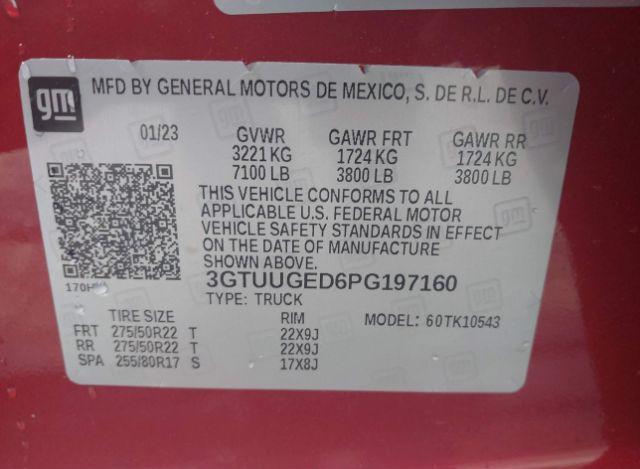 gm
MFD BY GENERAL MOTORS DE MEXICO, S. DE R.L. DE C.V.
01/23 GVWR GAWR FRT GAWR RR
3221 KG 1724 KG 1724 KG
7100 LB 3800 LB 3800 LB
THIS VEHICLE CONFORMS TO ALL
APPLICABLE U.S. FEDERAL MOTOR
VEHICLE SAFETY STANDARDS IN EFFECT
ON THE DATE OF MANUFACTURE
SHOWN ABOVE.
3GTUUGED6PG197160
TYPE: TRUCK
TIRE SIZE RIM MODEL: 60TK10543
FRT 275/50R22 T 22X9J
RR 275/50R22 T 22X9J
SPA 255/80R17 S 17X8J